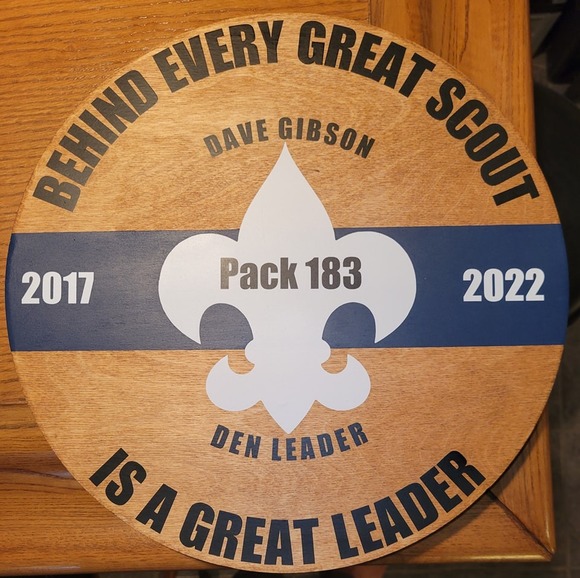 BEHIND EVERY GREAT SCOUT
DAVE GIBSON
2017
Pack 183
2022
DEN LEADER
IS A GREAT LEADER